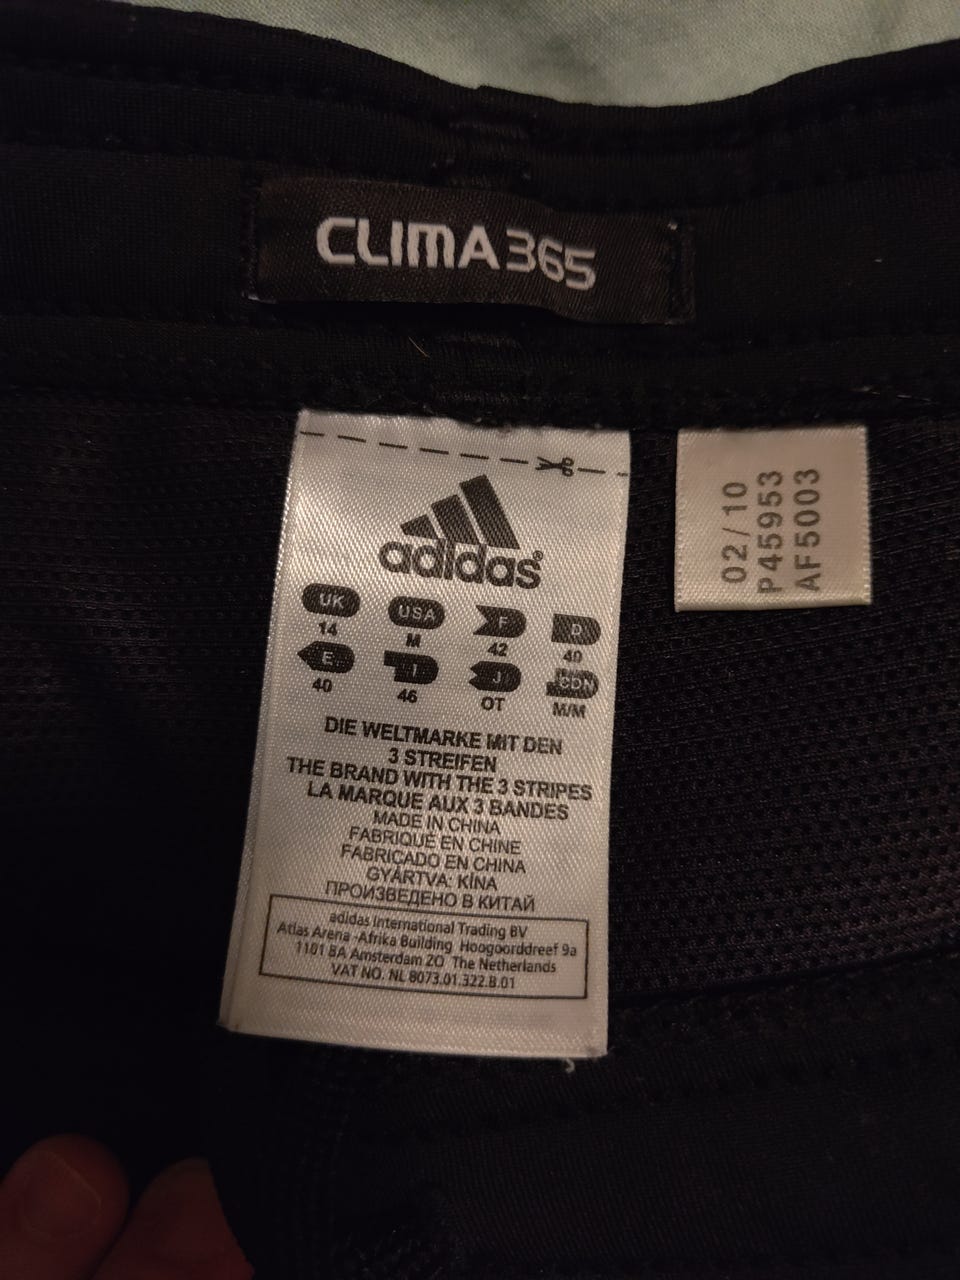 CLIMA365
adidas®
UK USA F D
14 M 42 40
E I J CDN
40 46 OT M/M
DIE WELTMARKE MIT DEN
3 STREIFEN
THE BRAND WITH THE 3 STRIPES
LA MARQUE AUX 3 BANDES
MADE IN CHINA
FABRIQUÉ EN CHINE
FABRICADO EN CHINA
GYÁRTVA: KÍNA
ПРОИЗВЕДЕНО В КИТАЙ
adidas International Trading BV
Atlas Arena -Afrika Building Hoogoorddreef 9a
1101 BA Amsterdam ZO The Netherlands
VAT NO. NL 8073.01.322.B.01
02/10
P45953
AF5003